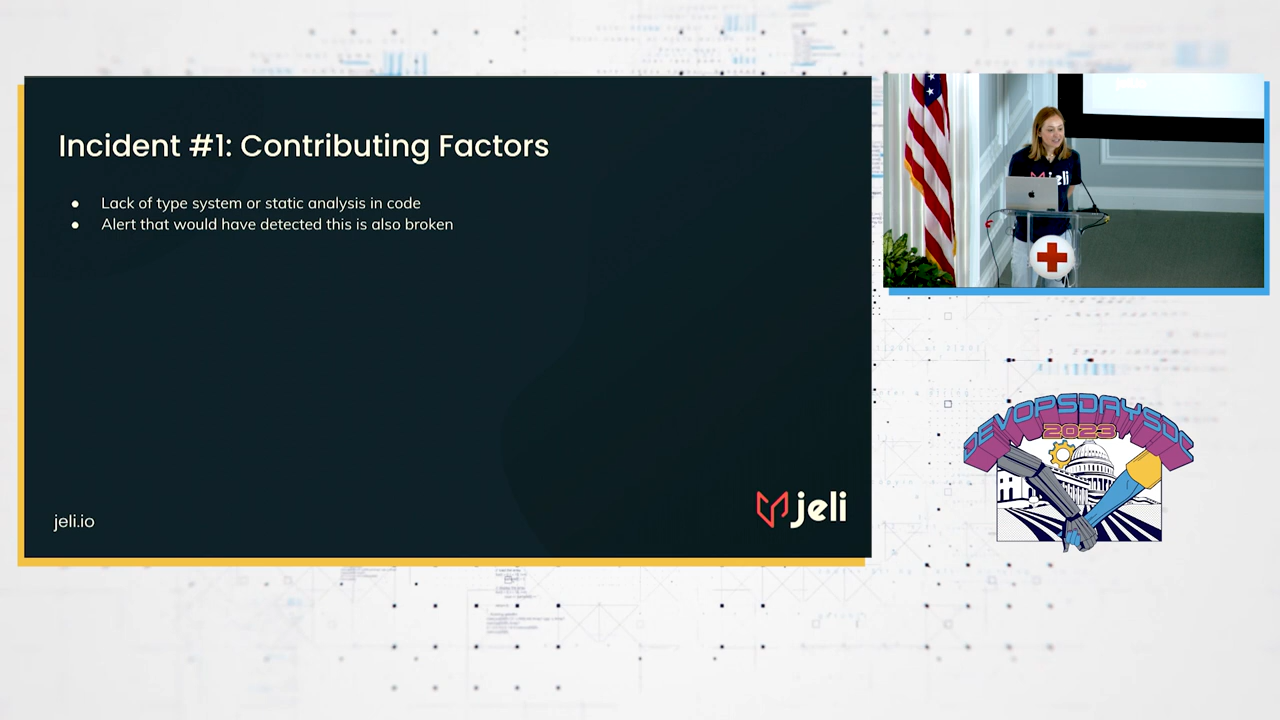 Incident #1: Contributing Factors
● Lack of type system or static analysis in code
● Alert that would have detected this is also broken
jeli.io
jeli
jeli
DEVOPSDAYSDC
2023